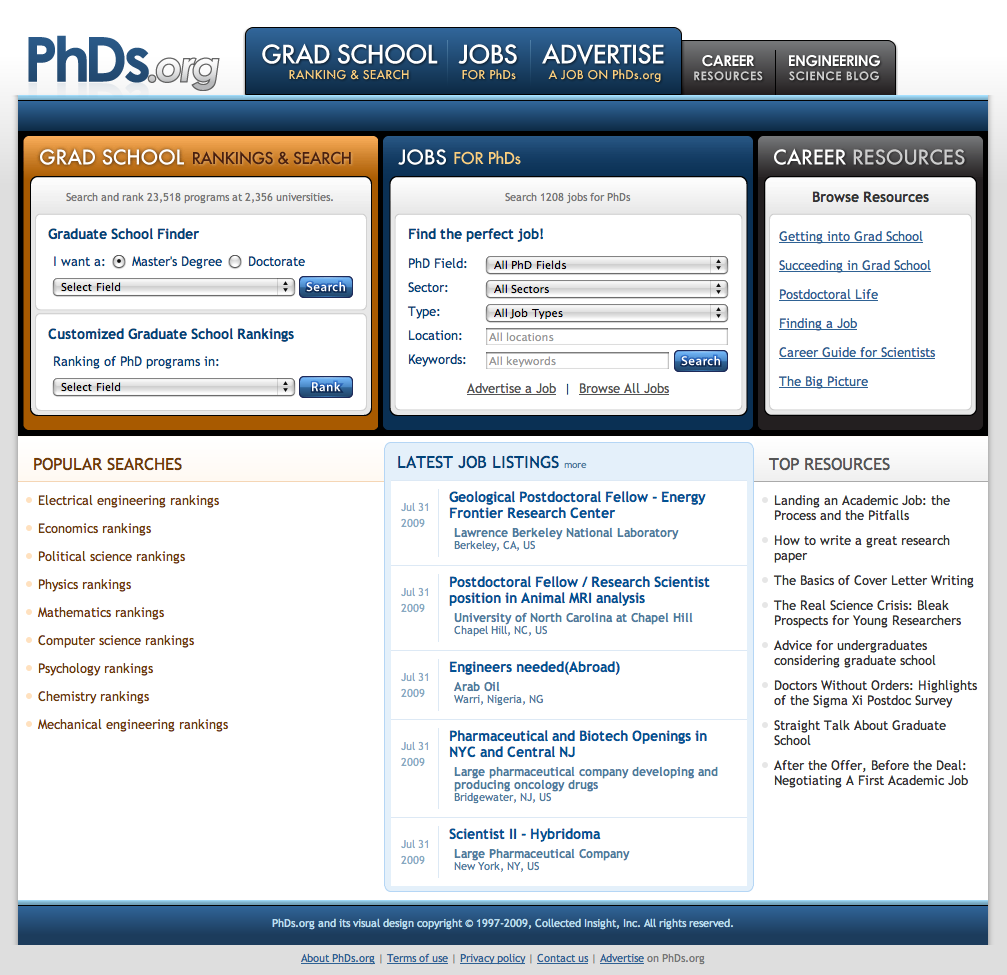 PhDs.org
GRAD SCHOOL
RANKING & SEARCH
JOBS
FOR PhDs
ADVERTISE
A JOB ON PhDs.org
CAREER
RESOURCES
ENGINEERING
SCIENCE BLOG
GRAD SCHOOL RANKINGS & SEARCH
Search and rank 23,518 programs at 2,356 universities.
Graduate School Finder
I want a: Master's Degree Doctorate
Select Field Search
Customized Graduate School Rankings
Ranking of PhD programs in:
Select Field Rank
JOBS FOR PhDs
Search 1208 jobs for PhDs
Find the perfect job!
PhD Field: All PhD Fields
Sector: All Sectors
Type: All Job Types
Location: All locations
Keywords: All keywords Search
Advertise a Job | Browse All Jobs
CAREER RESOURCES
Browse Resources
Getting into Grad School
Succeeding in Grad School
Postdoctoral Life
Finding a Job
Career Guide for Scientists
The Big Picture
POPULAR SEARCHES
Electrical engineering rankings
Economics rankings
Political science rankings
Physics rankings
Mathematics rankings
Computer science rankings
Psychology rankings
Chemistry rankings
Mechanical engineering rankings
LATEST JOB LISTINGS more
Jul 31
2009
Geological Postdoctoral Fellow - Energy
Frontier Research Center
Lawrence Berkeley National Laboratory
Berkeley, CA, US
Jul 31
2009
Postdoctoral Fellow / Research Scientist
position in Animal MRI analysis
University of North Carolina at Chapel Hill
Chapel Hill, NC, US
Jul 31
2009
Engineers needed(Abroad)
Arab Oil
Warri, Nigeria, NG
Jul 31
2009
Pharmaceutical and Biotech Openings in
NYC and Central NJ
Large pharmaceutical company developing and
producing oncology drugs
Bridgewater, NJ, US
Jul 31
2009
Scientist II - Hybridoma
Large Pharmaceutical Company
New York, NY, US
TOP RESOURCES
Landing an Academic Job: the
Process and the Pitfalls
How to write a great research
paper
The Basics of Cover Letter Writing
The Real Science Crisis: Bleak
Prospects for Young Researchers
Advice for undergraduates
considering graduate school
Doctors Without Orders: Highlights
of the Sigma Xi Postdoc Survey
Straight Talk About Graduate
School
After the Offer, Before the Deal:
Negotiating A First Academic Job
PhDs.org and its visual design copyright © 1997-2009, Collected Insight, Inc. All rights reserved.
About PhDs.org | Terms of use | Privacy policy | Contact us | Advertise on PhDs.org